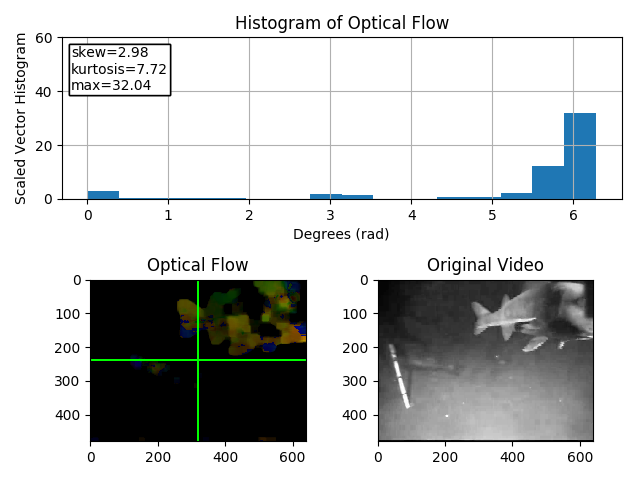 Histogram of Optical Flow
Scaled Vector Histogram
60
40
20
0
skew=2.98
kurtosis=7.72
max=32.04
0 1 2 3 4 5 6
Degrees (rad)
Optical Flow
0
100
200
300
400
0 200 400 600
Original Video
0
100
200
300
400
0 200 400 600